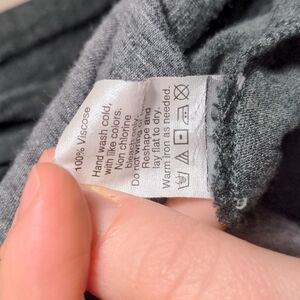 100% Viscose
Hand wash cold,
with like colors.
Non chlorine
bleach
Do not wring
Reshape and
lay flat to dry.
Warm iron as needed.